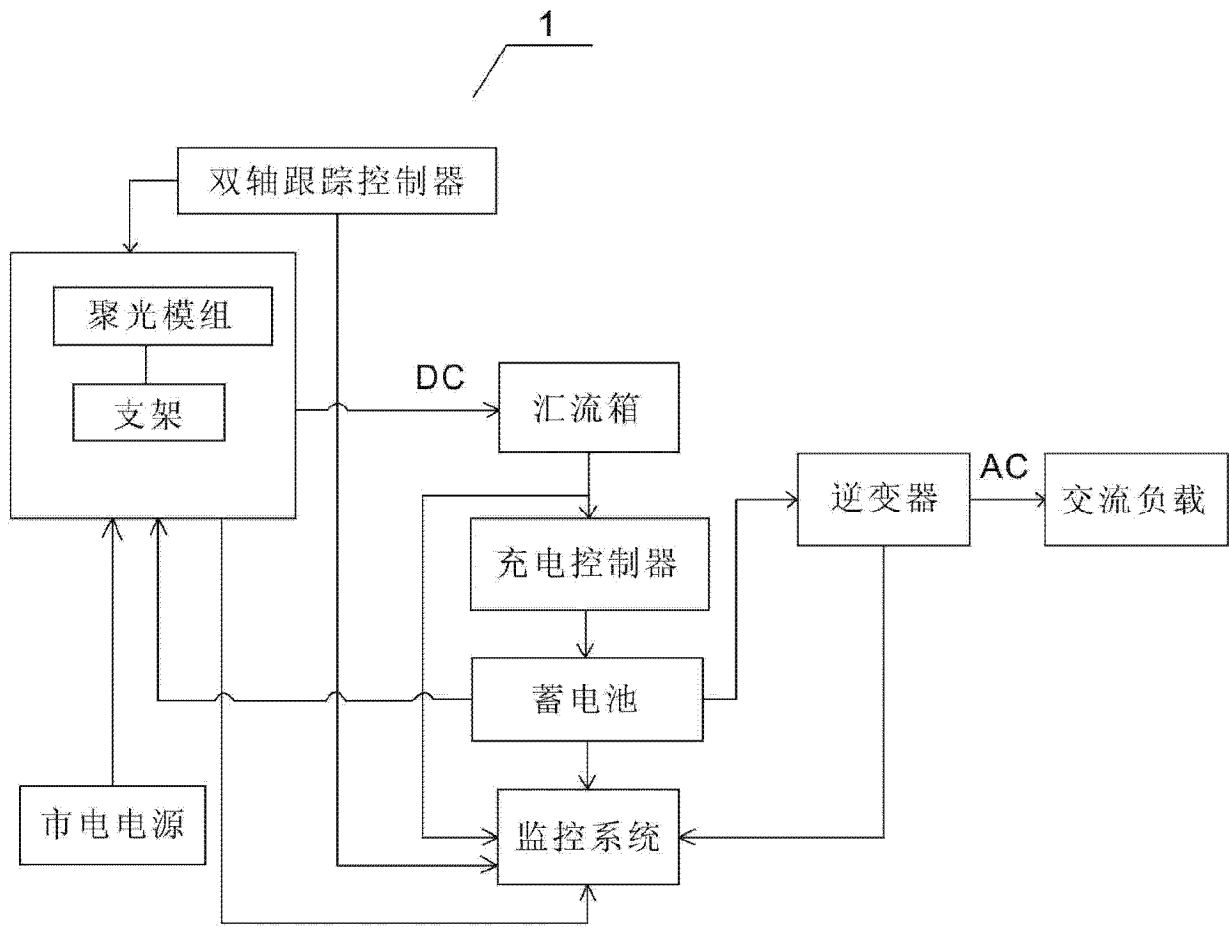 1
双轴跟踪控制器
聚光模组
支架
DC
汇流箱
逆变器
AC
交流负载
充电控制器
蓄电池
市电电源
监控系统